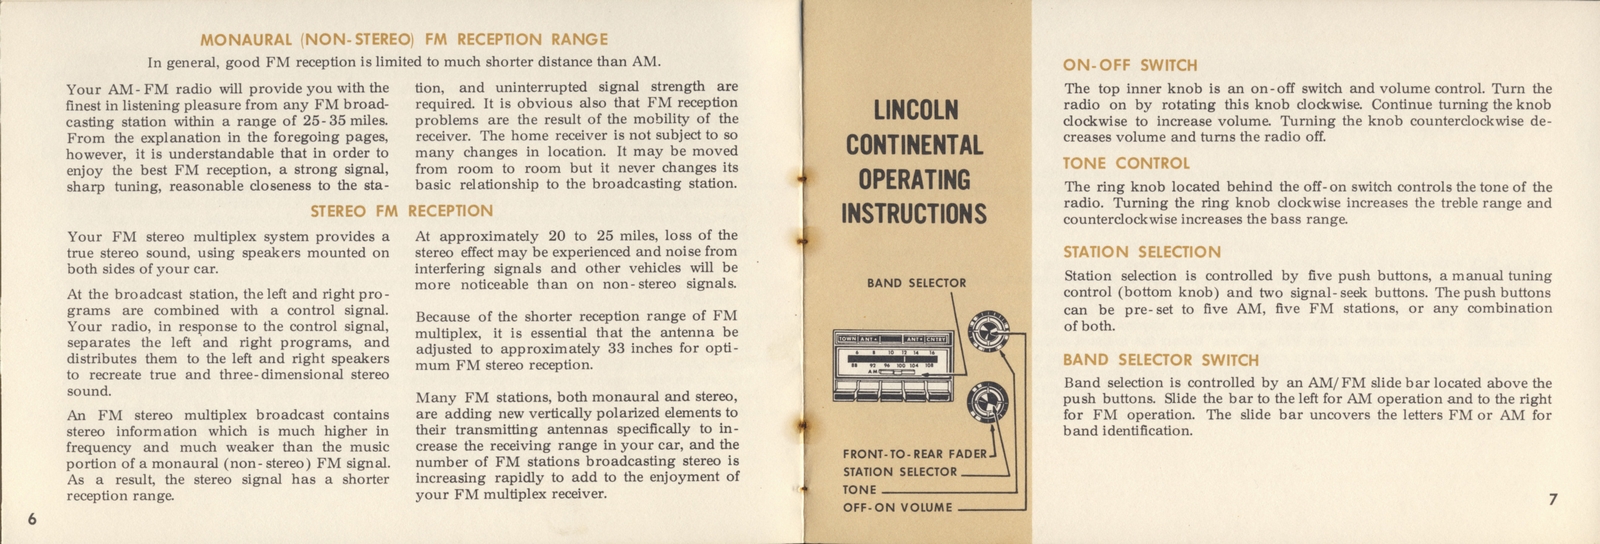 MONAURAL (NON-STEREO) FM RECEPTION RANGE
In general, good FM reception is limited to much shorter distance than AM.
Your AM-FM radio will provide you with the
finest in listening pleasure from any FM broad-
casting station within a range of 25-35 miles.
From the explanation in the foregoing pages,
however, it is understandable that in order to
enjoy the best FM reception, a strong signal,
sharp tuning, reasonable closeness to the sta-
tion, and uninterrupted signal strength are
required. It is obvious also that FM reception
problems are the result of the mobility of the
receiver. The home receiver is not subject to so
many changes in location. It may be moved
from room to room but it never changes its
basic relationship to the broadcasting station.
STEREO FM RECEPTION
Your FM stereo multiplex system provides a
true stereo sound, using speakers mounted on
both sides of your car.
At the broadcast station, the left and right pro-
grams are combined with a control signal.
Your radio, in response to the control signal,
separates the left and right programs, and
distributes them to the left and right speakers
to recreate true and three-dimensional stereo
sound.
An FM stereo multiplex broadcast contains
stereo information which is much higher in
frequency and much weaker than the music
portion of a monaural (non-stereo) FM signal.
As a result, the stereo signal has a shorter
reception range.
At approximately 20 to 25 miles, loss of the
stereo effect may be experienced and noise from
interfering signals and other vehicles will be
more noticeable than on non-stereo signals.
Because of the shorter reception range of FM
multiplex, it is essential that the antenna be
adjusted to approximately 33 inches for opti-
mum FM stereo reception.
Many FM stations, both monaural and stereo,
are adding new vertically polarized elements to
their transmitting antennas specifically to in-
crease the receiving range in your car, and the
number of FM stations broadcasting stereo is
increasing rapidly to add to the enjoyment of
your FM multiplex receiver.
6
LINCOLN
CONTINENTAL
OPERATING
INSTRUCTIONS
BAND SELECTOR
TOWN ANT ANT CNTRY
6 8 10 12 14 16
88 92 96 100 104 108
AM
FRONT-TO-REAR FADER
STATION SELECTOR
TONE
OFF-ON VOLUME
ON-OFF SWITCH
The top inner knob is an on-off switch and volume control. Turn the
radio on by rotating this knob clockwise. Continue turning the knob
clockwise to increase volume. Turning the knob counterclockwise de-
creases volume and turns the radio off.
TONE CONTROL
The ring knob located behind the off-on switch controls the tone of the
radio. Turning the ring knob clockwise increases the treble range and
counterclockwise increases the bass range.
STATION SELECTION
Station selection is controlled by five push buttons, a manual tuning
control (bottom knob) and two signal-seek buttons. The push buttons
can be pre-set to five AM, five FM stations, or any combination
of both.
BAND SELECTOR SWITCH
Band selection is controlled by an AM/FM slide bar located above the
push buttons. Slide the bar to the left for AM operation and to the right
for FM operation. The slide bar uncovers the letters FM or AM for
band identification.
7